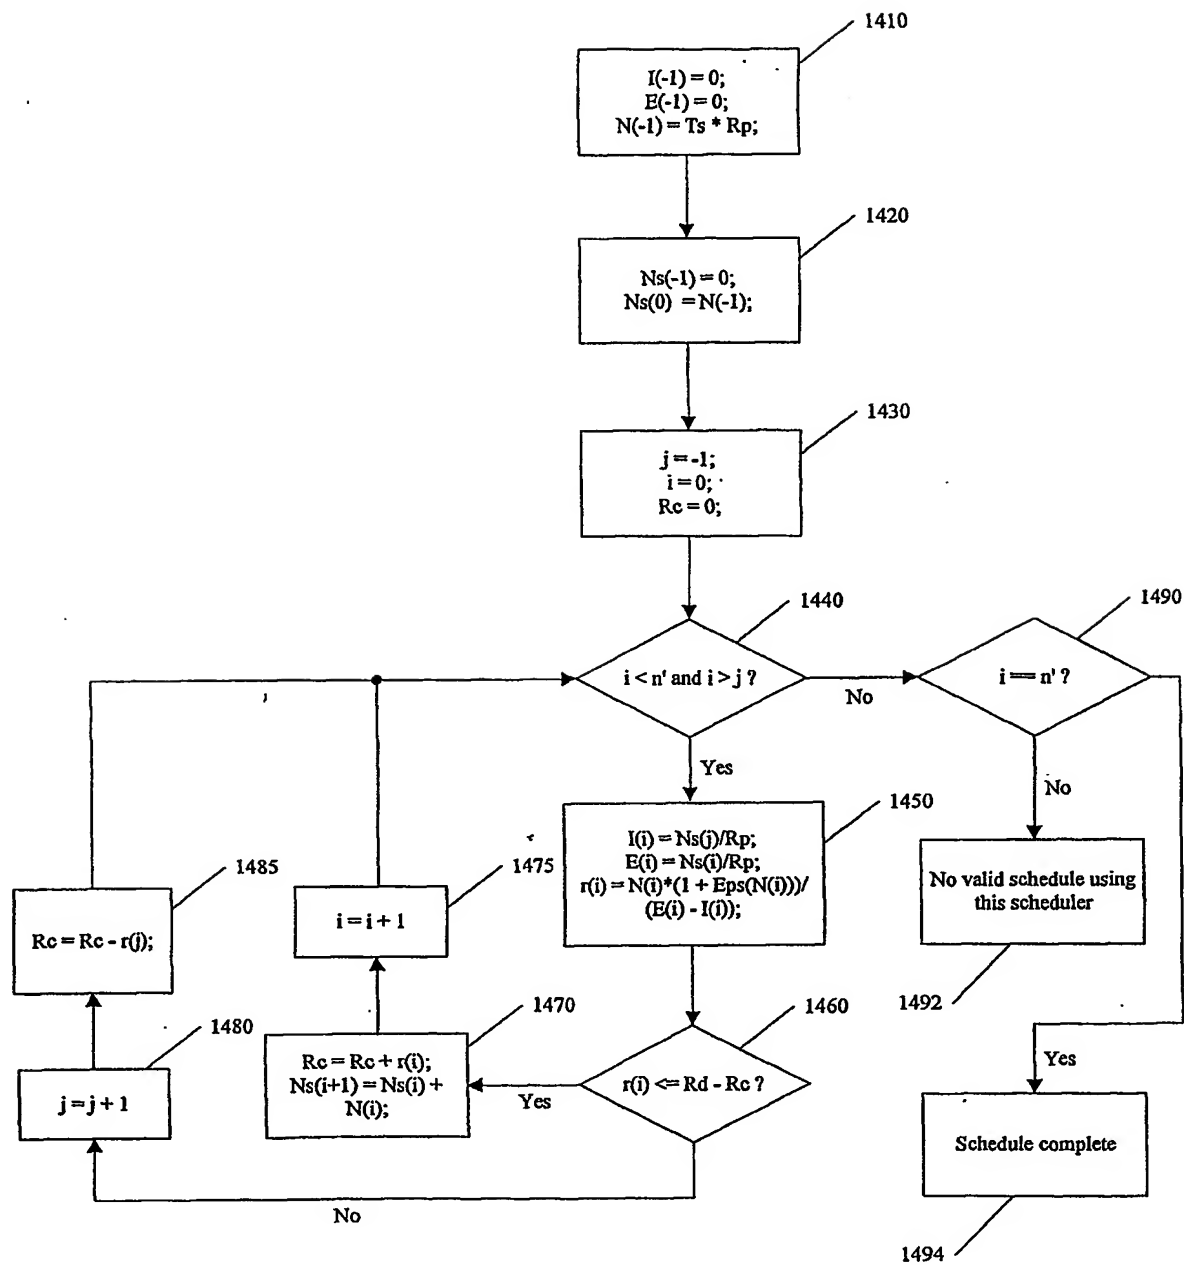 1410
I(-1) = 0;
E(-1) = 0;
N(-1) = Ts * Rp;
1420
Ns(-1) = 0;
Ns(0) = N(-1);
1430
j = -1;
i = 0;
Rc = 0;
1440
i < n' and i > j ?
No
Yes
1490
i == n' ?
No
Yes
1450
I(i) = Ns(j)/Rp;
E(i) = Ns(i)/Rp;
r(i) = N(i)*(1 + Eps(N(i)))/
(E(i) - I(i));
No valid schedule using
this scheduler
1492
1485
Rc = Rc - r(j);
1475
i = i + 1
1480
j = j + 1
1470
Rc = Rc + r(i);
Ns(i+1) = Ns(i) +
N(i);
1460
r(i) <= Rd - Rc ?
Yes
No
Schedule complete
1494